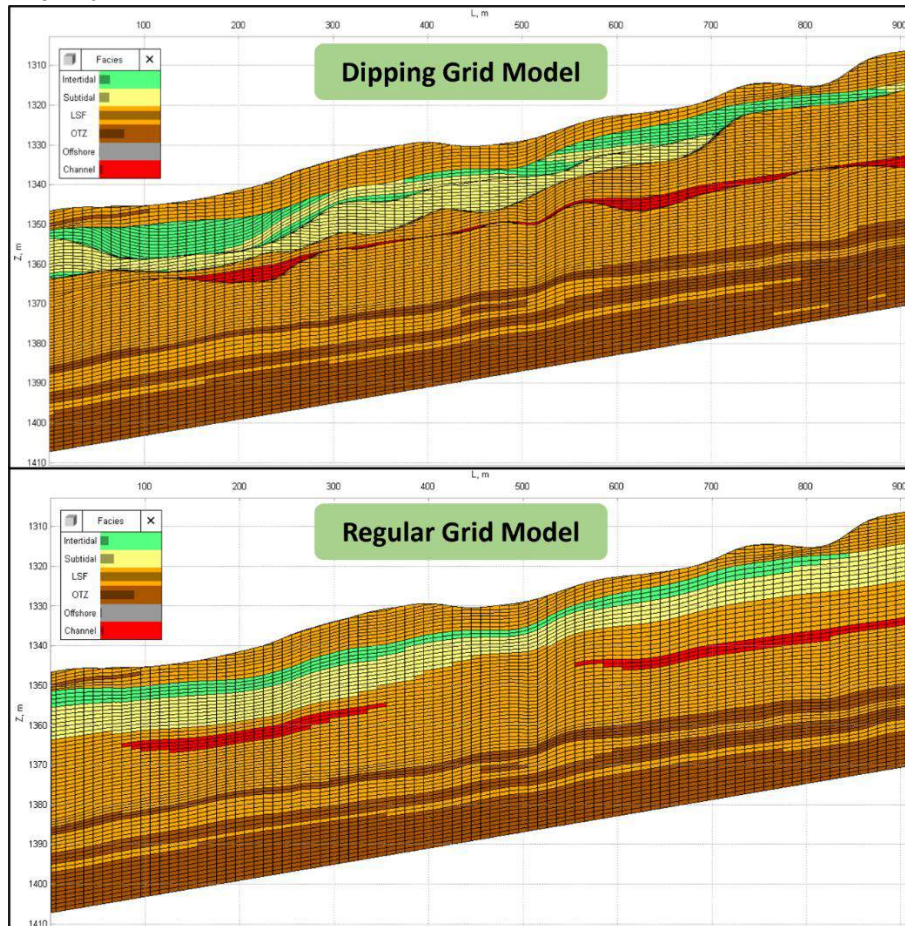 L, m
100 200 300 400 500 600 700 800 900
Dipping Grid Model
Facies
Intertidal
Subtidal
LSF
OTZ
Offshore
Channel
Z, m
1310
1320
1330
1340
1350
1360
1370
1380
1390
1400
1410
L, m
100 200 300 400 500 600 700 800 900
Regular Grid Model
Facies
Intertidal
Subtidal
LSF
OTZ
Offshore
Channel
Z, m
1310
1320
1330
1340
1350
1360
1370
1380
1390
1400
1410